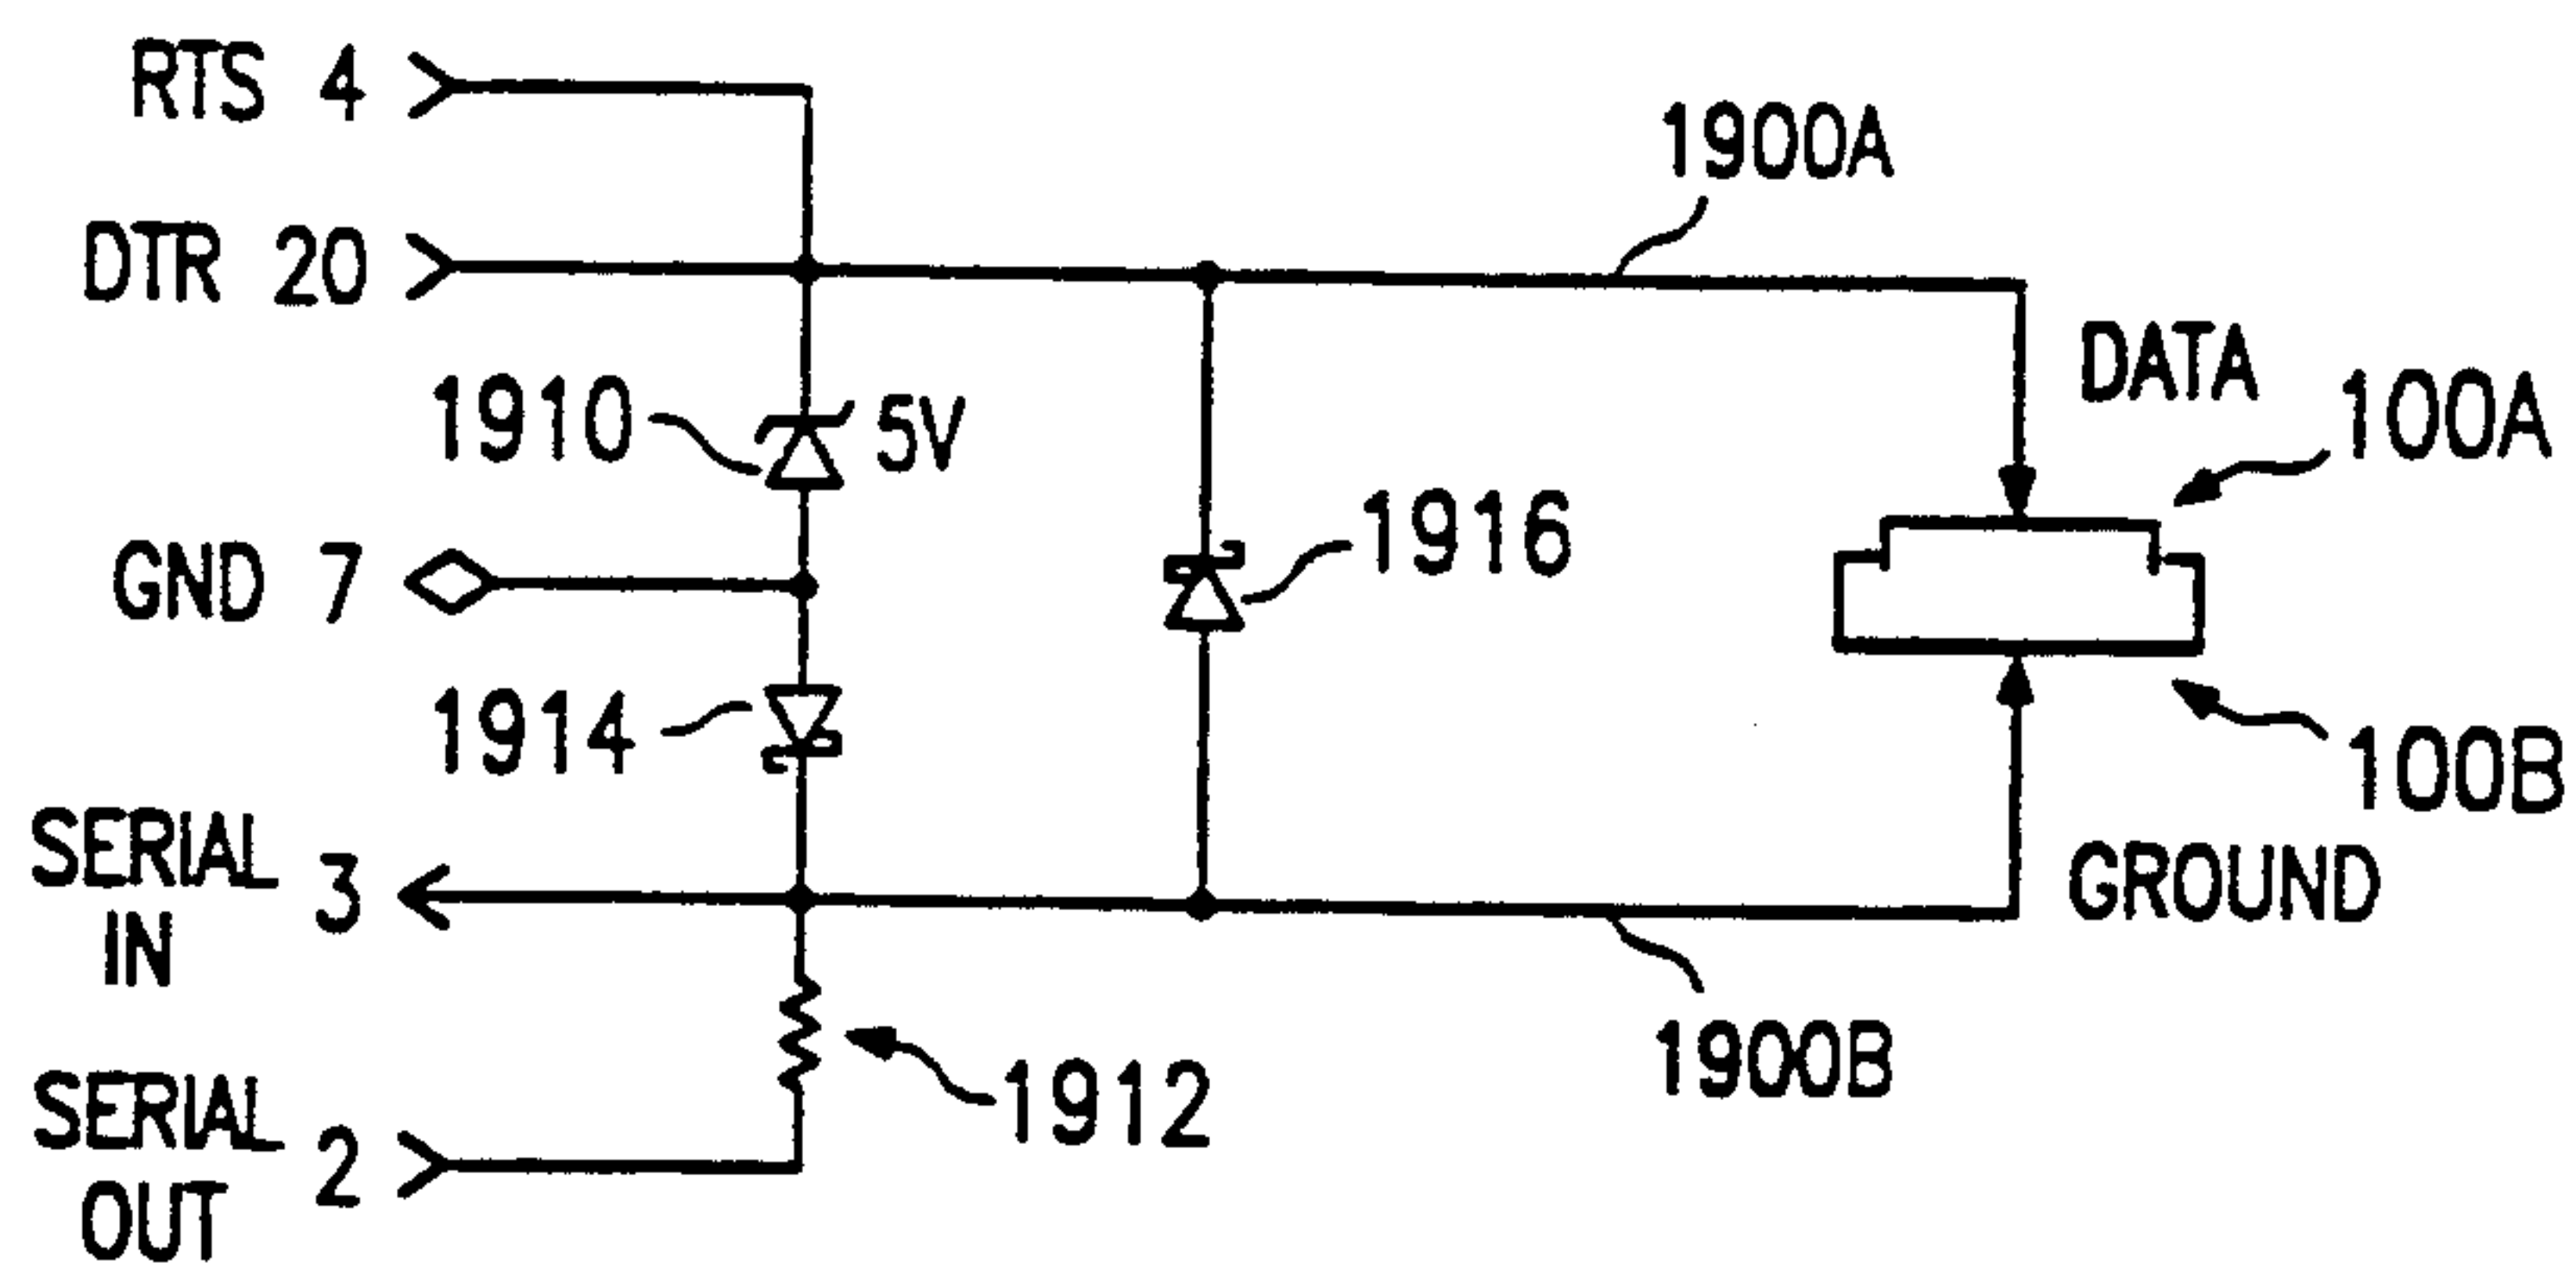 RTS 4
1900A
DTR 20
DATA
100A
1910
5V
1916
GND 7
1914
100B
SERIAL
IN
3
GROUND
1900B
1912
SERIAL
OUT
2